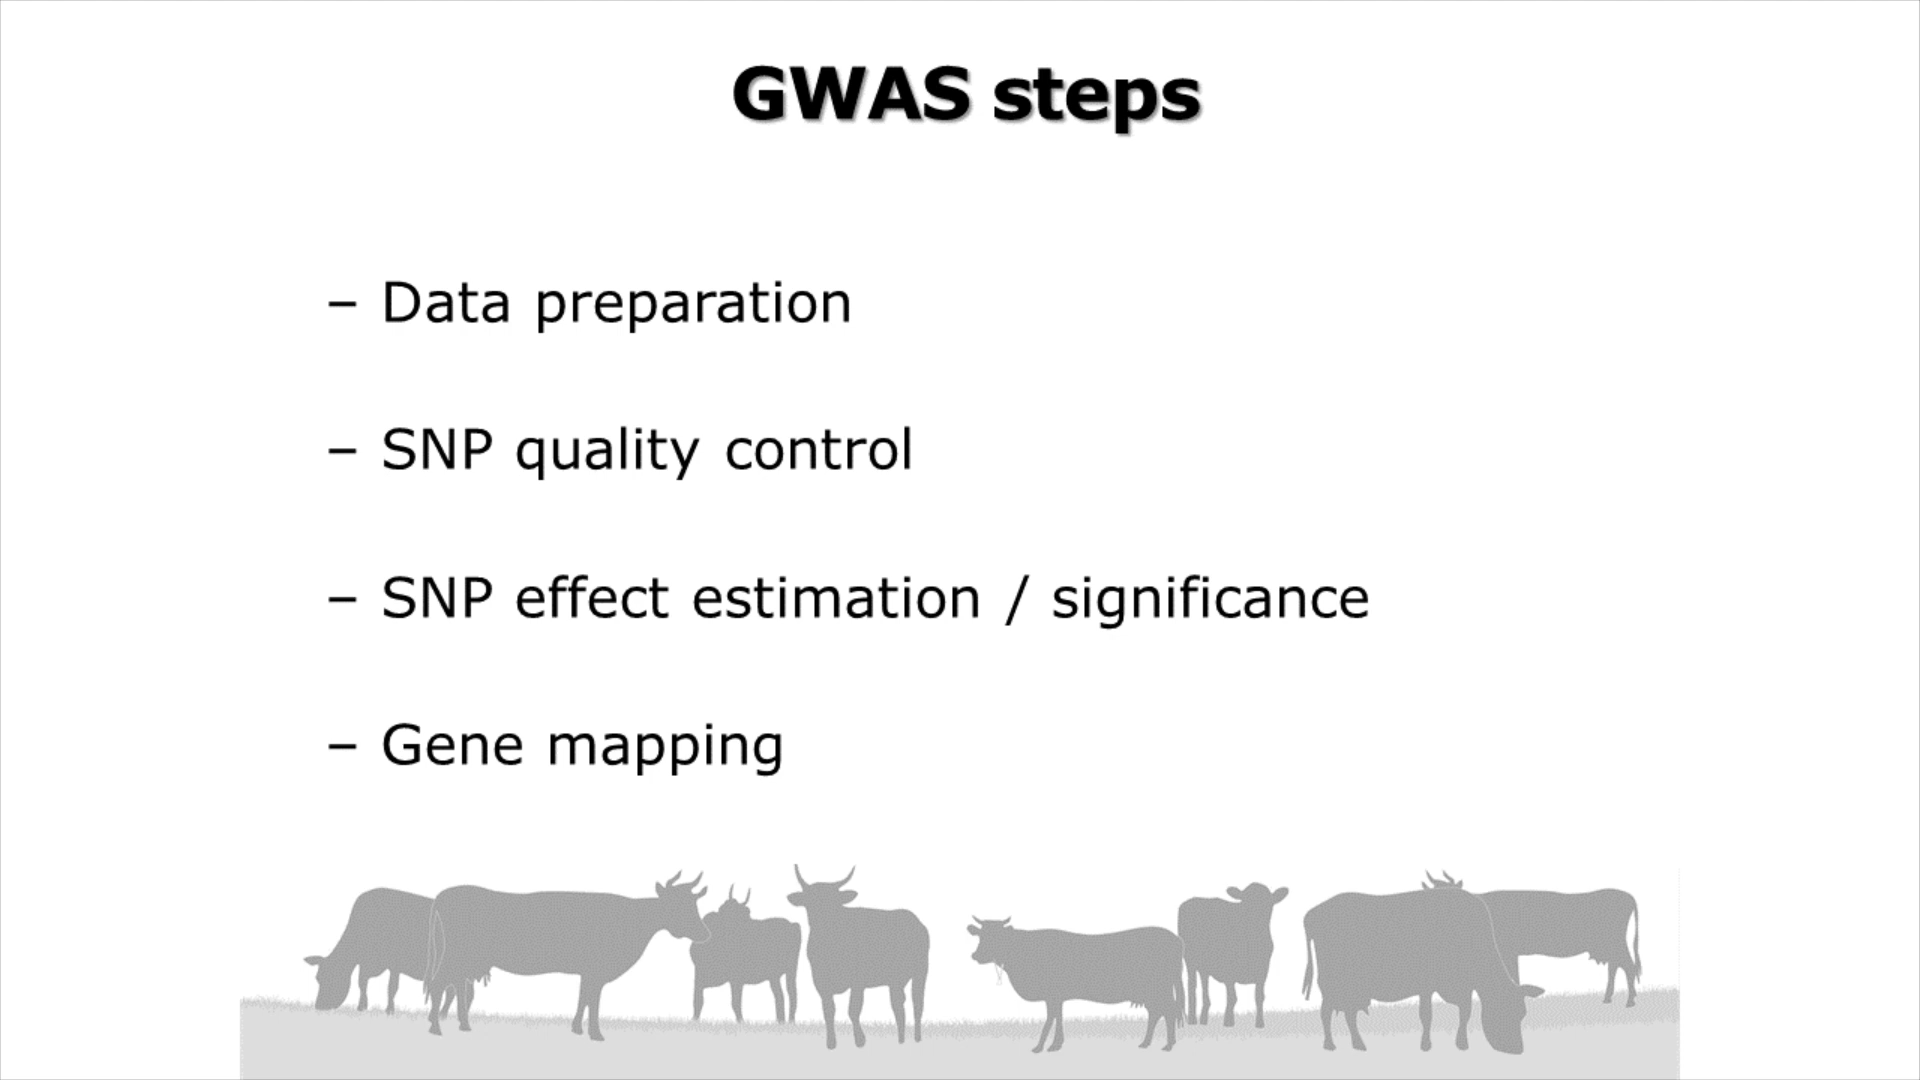 GWAS steps
– Data preparation
– SNP quality control
– SNP effect estimation / significance
– Gene mapping